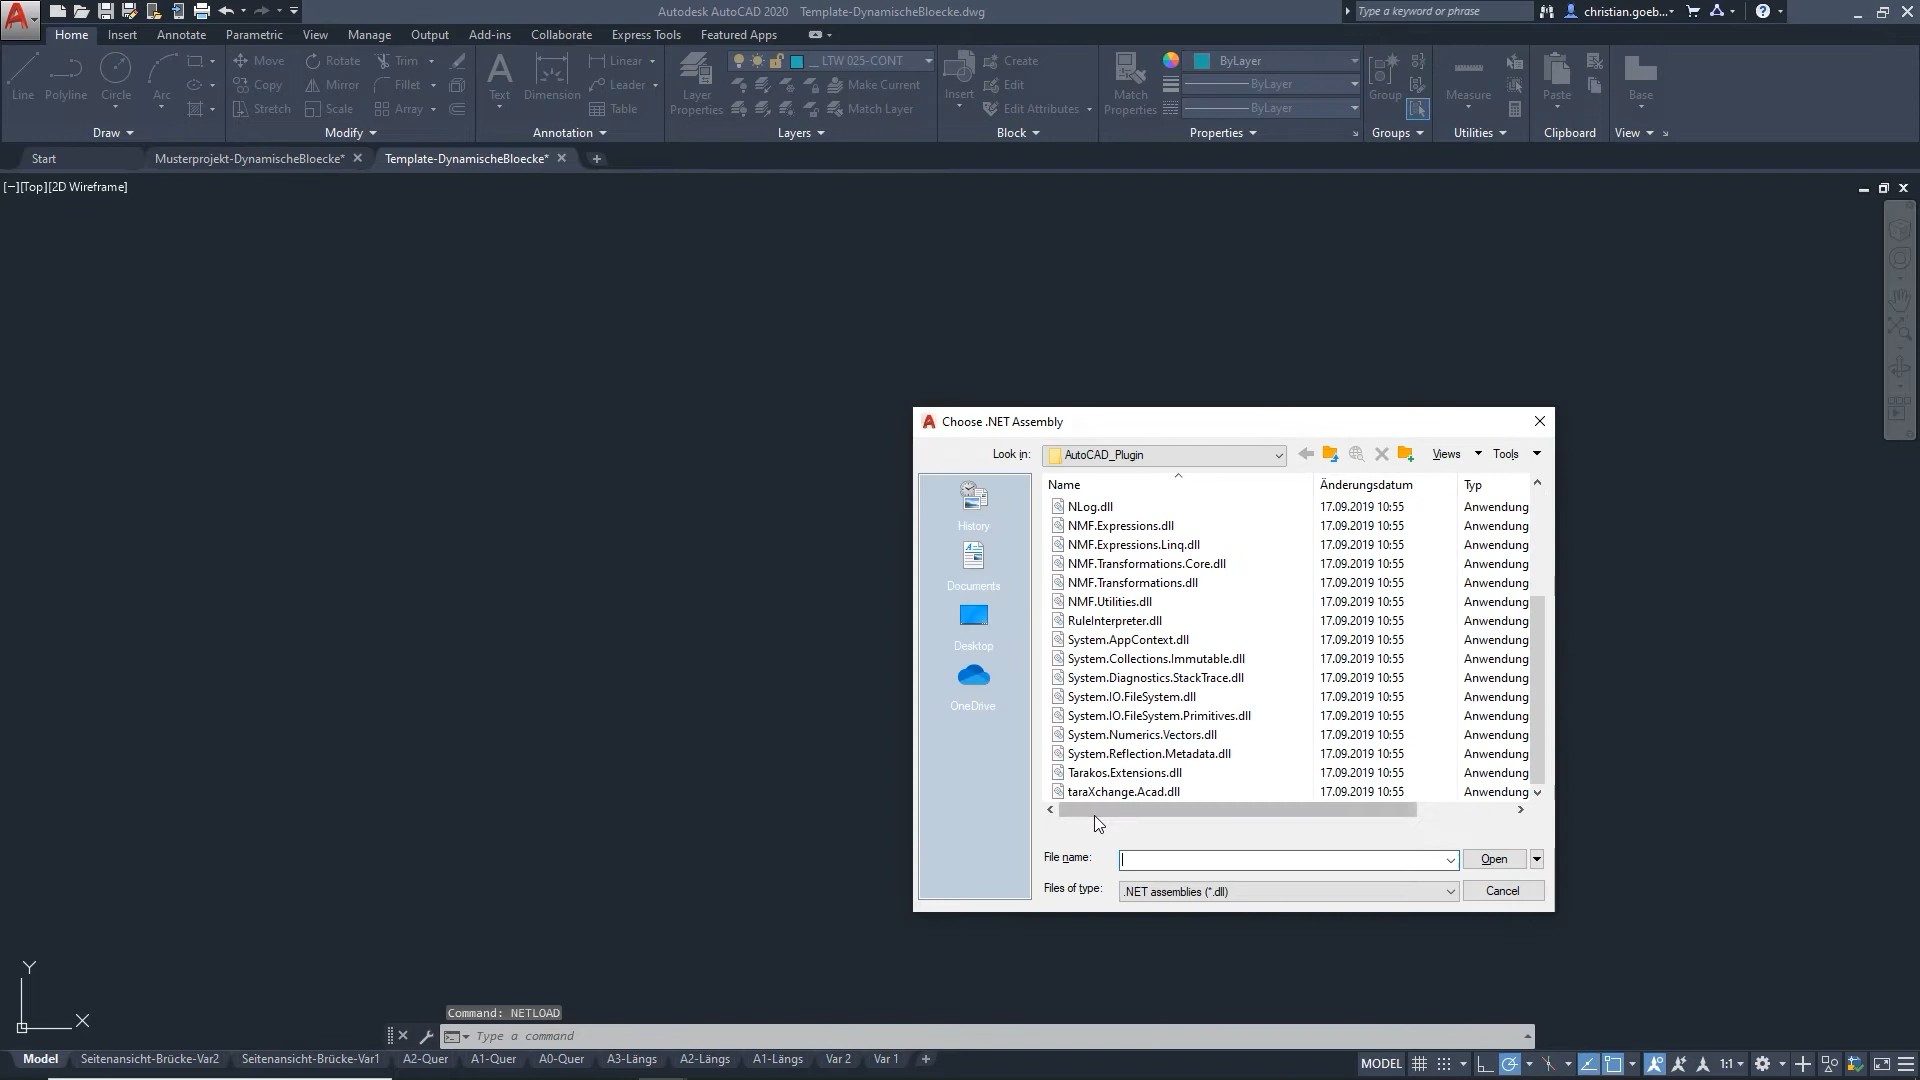 Autodesk AutoCAD 2020 Template-DynamischeBloecke.dwg
Type a keyword or phrase
christian.goeb...
Home Insert Annotate Parametric View Manage Output Add-ins Collaborate Express Tools Featured Apps
Line Polyline Circle Arc
Draw
Move Rotate Trim
Copy Mirror Fillet
Stretch Scale Array
Modify
Text Dimension
Linear
Leader
Table
Annotation
Layer Properties
LTW 025-CONT
Make Current
Match Layer
Layers
Insert
Create
Edit
Edit Attributes
Block
Match Properties
ByLayer
ByLayer
ByLayer
Properties
Group
Groups
Measure
Utilities
Paste
Clipboard
Base
View
Start Musterprojekt-DynamischeBloecke* Template-DynamischeBloecke*
[−][Top][2D Wireframe]
Choose .NET Assembly
Look in: AutoCAD_Plugin Views Tools
History
Documents
Desktop
OneDrive
Name Änderungsdatum Typ
NLog.dll 17.09.2019 10:55 Anwendung
NMF.Expressions.dll 17.09.2019 10:55 Anwendung
NMF.Expressions.Linq.dll 17.09.2019 10:55 Anwendung
NMF.Transformations.Core.dll 17.09.2019 10:55 Anwendung
NMF.Transformations.dll 17.09.2019 10:55 Anwendung
NMF.Utilities.dll 17.09.2019 10:55 Anwendung
RuleInterpreter.dll 17.09.2019 10:55 Anwendung
System.AppContext.dll 17.09.2019 10:55 Anwendung
System.Collections.Immutable.dll 17.09.2019 10:55 Anwendung
System.Diagnostics.StackTrace.dll 17.09.2019 10:55 Anwendung
System.IO.FileSystem.dll 17.09.2019 10:55 Anwendung
System.IO.FileSystem.Primitives.dll 17.09.2019 10:55 Anwendung
System.Numerics.Vectors.dll 17.09.2019 10:55 Anwendung
System.Reflection.Metadata.dll 17.09.2019 10:55 Anwendung
Tarakos.Extensions.dll 17.09.2019 10:55 Anwendung
taraXchange.Acad.dll 17.09.2019 10:55 Anwendung
File name: Open
Files of type: .NET assemblies (*.dll) Cancel
Y
X
Command: NETLOAD
Type a command
Model Seitenansicht-Brücke-Var2 Seitenansicht-Brücke-Var1 A2-Quer A1-Quer A0-Quer A3-Längs A2-Längs A1-Längs Var 2 Var 1
MODEL 1:1